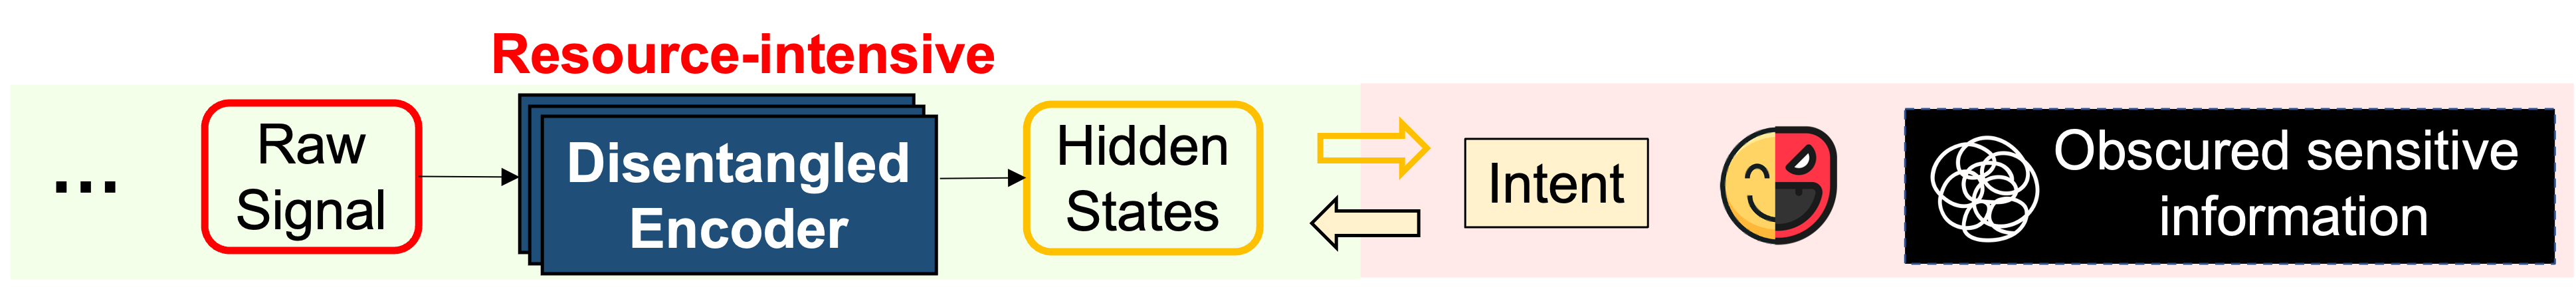 Resource-intensive
...
Raw
Signal
Disentangled
Encoder
Hidden
States
Intent
Obscured sensitive
information